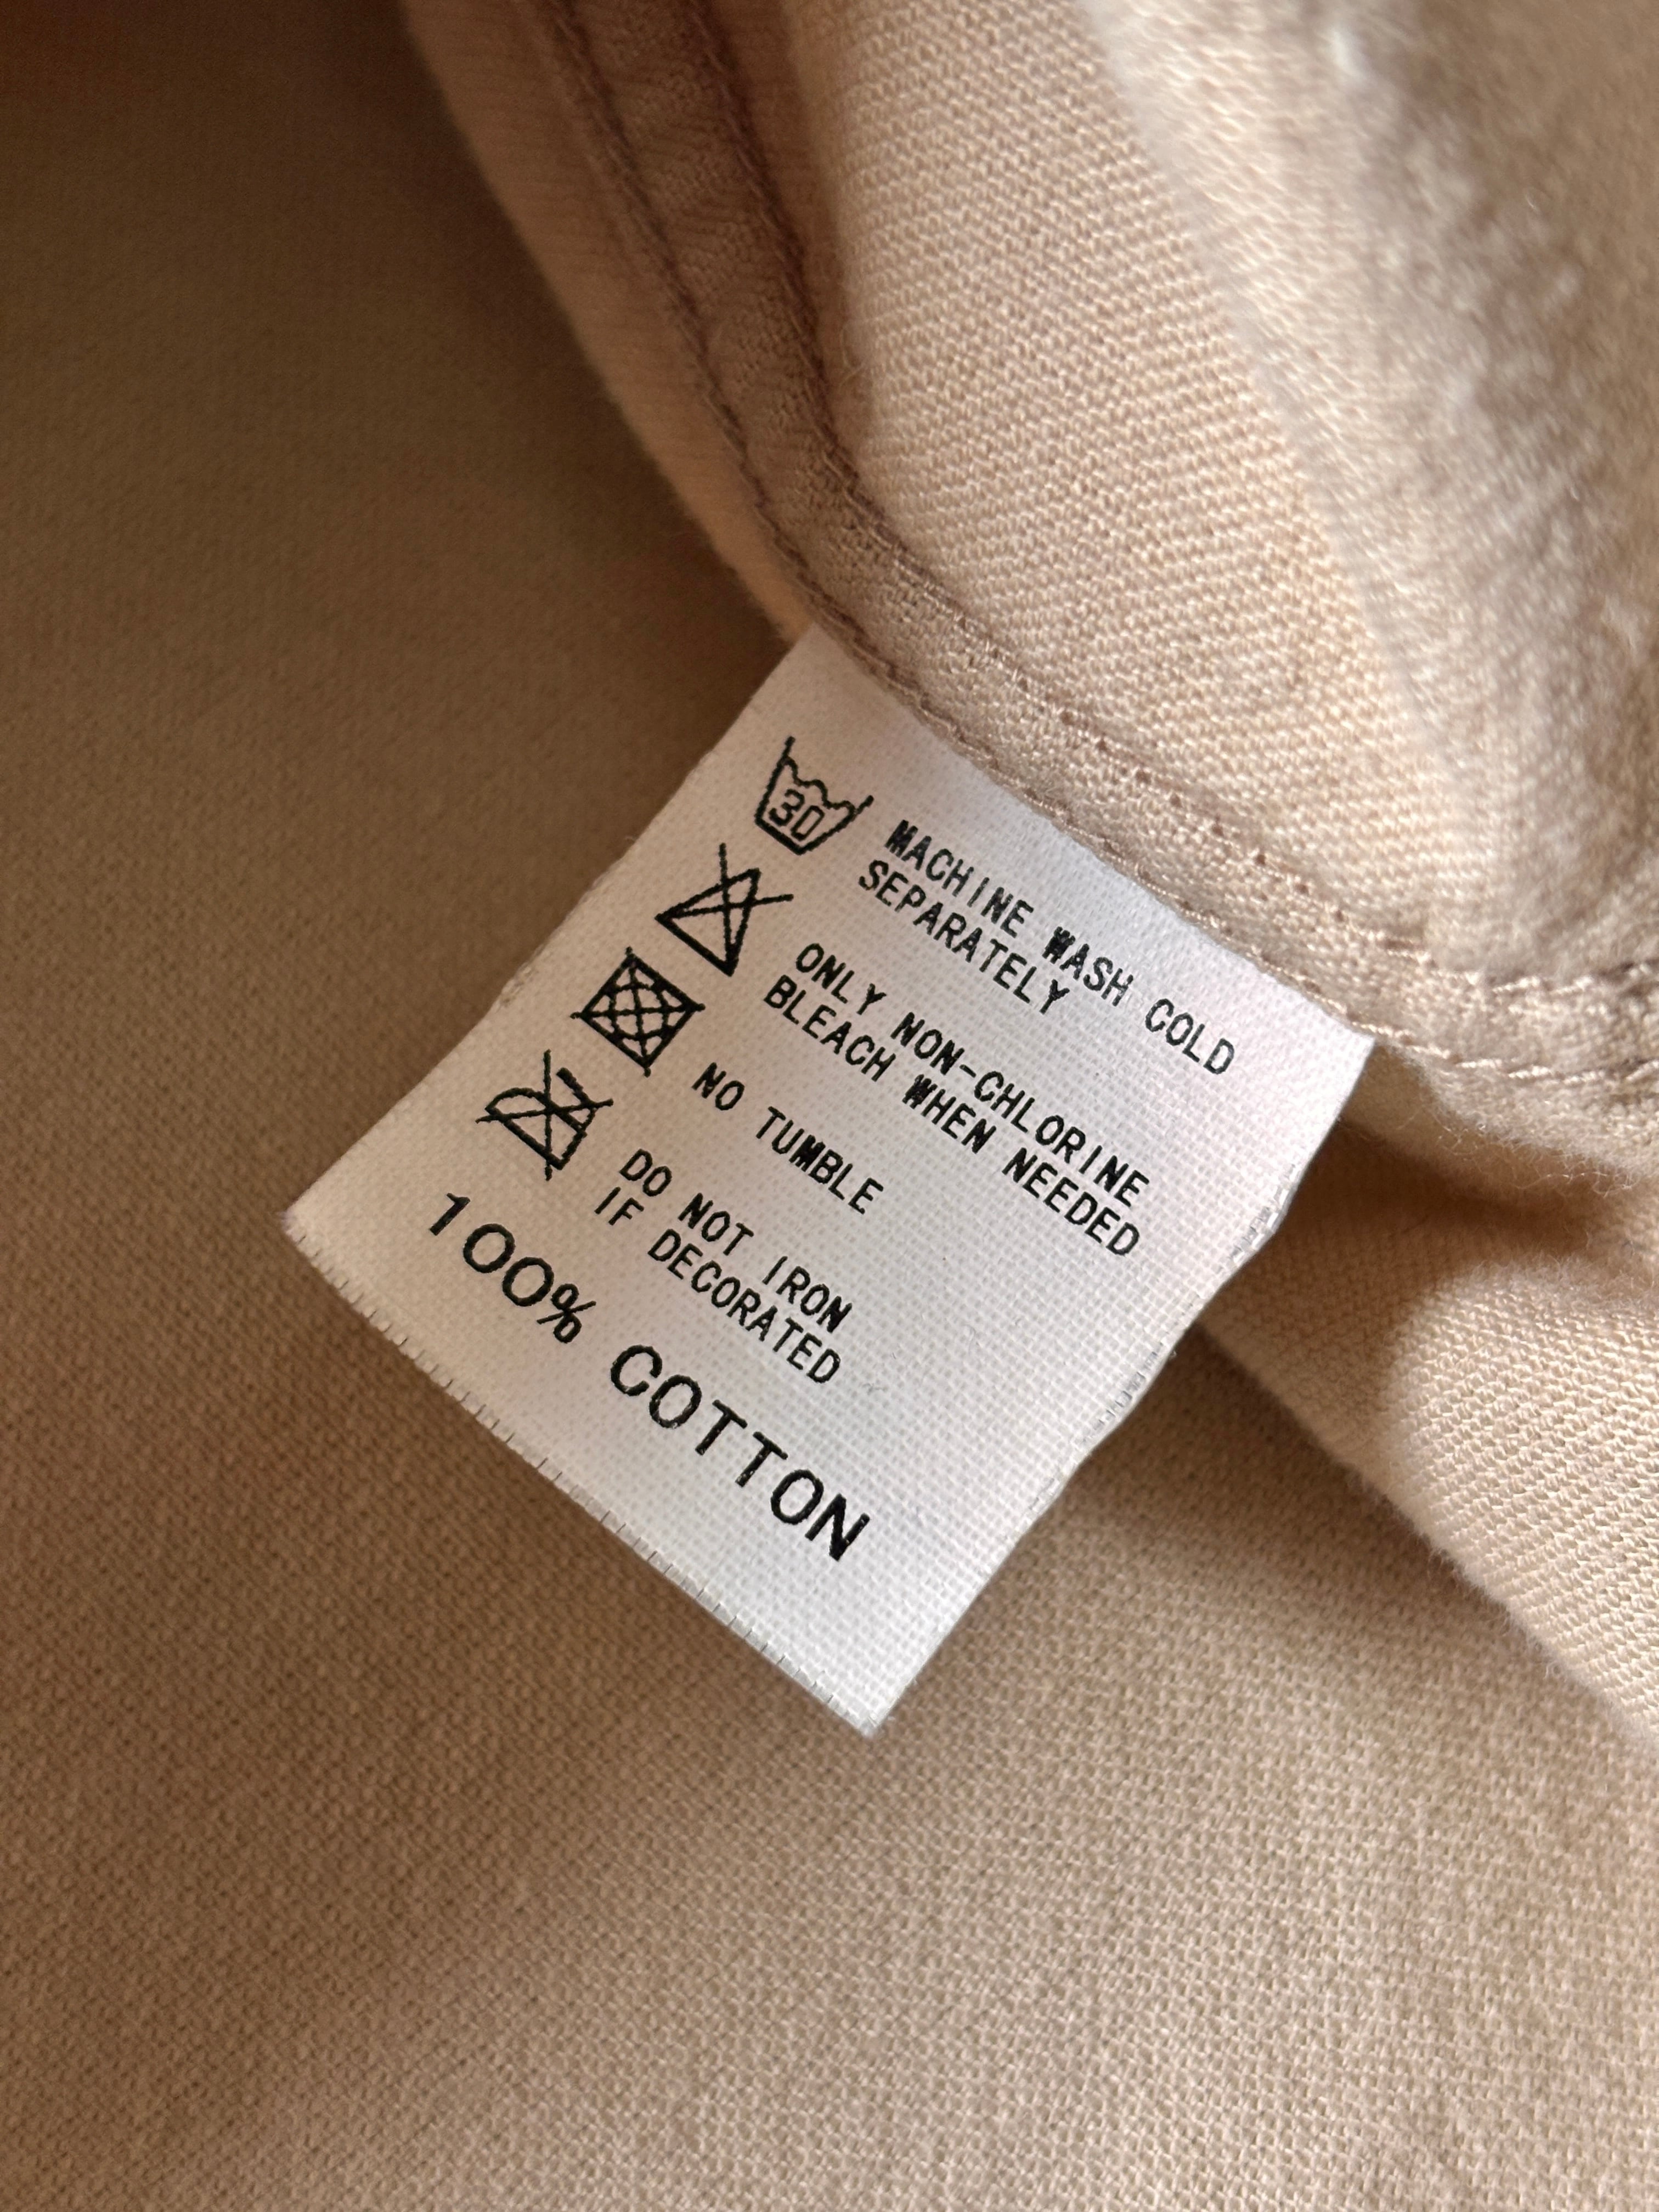 30
MACHINE WASH COLD
SEPARATELY
ONLY NON-CHLORINE
BLEACH WHEN NEEDED
NO TUMBLE
DO NOT IRON
IF DECORATED
100% COTTON